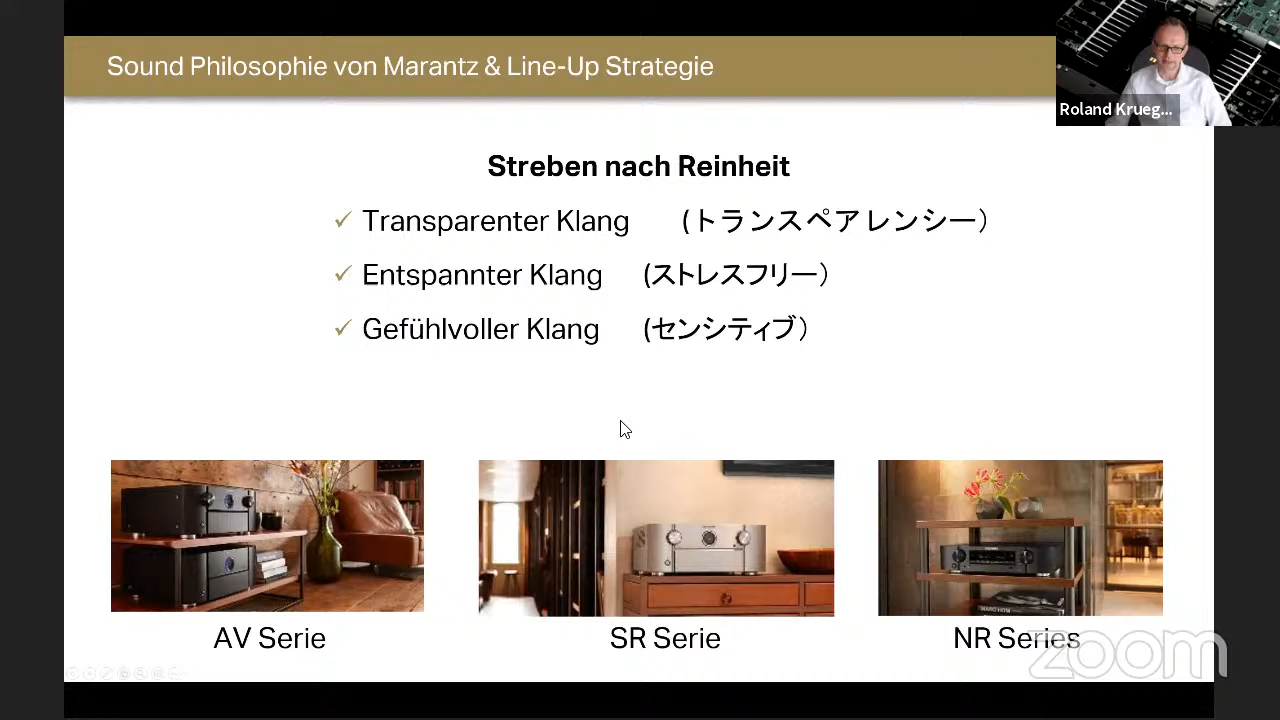 Sound Philosophie von Marantz & Line-Up Strategie
Roland Krueg...
Streben nach Reinheit
Transparenter Klang (トランスペアレンシー）
Entspannter Klang (ストレスフリー）
Gefühlvoller Klang (センシティブ）
AV Serie
SR Serie
NR Series
zoom